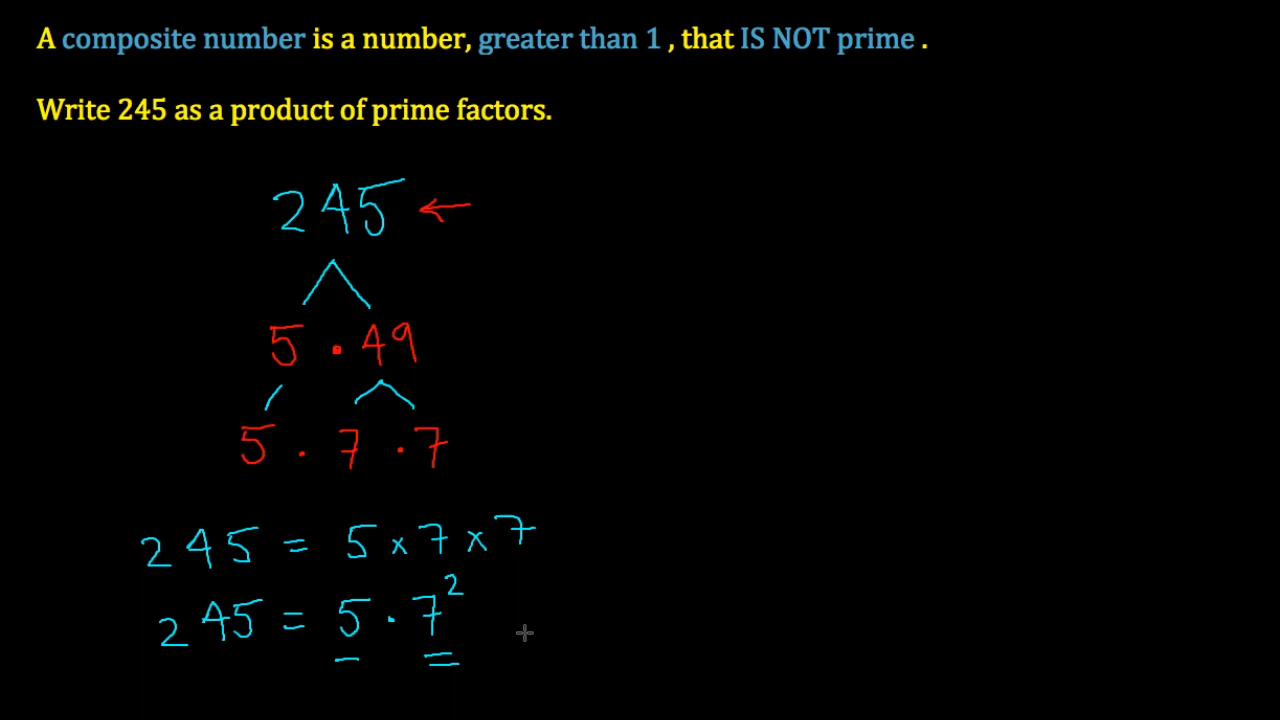 A composite number is a number, greater than 1 , that IS NOT prime .
Write 245 as a product of prime factors.
245 ←
5 · 49
5 · 7 · 7
245 = 5 × 7 × 7
245 = 5 · 7²